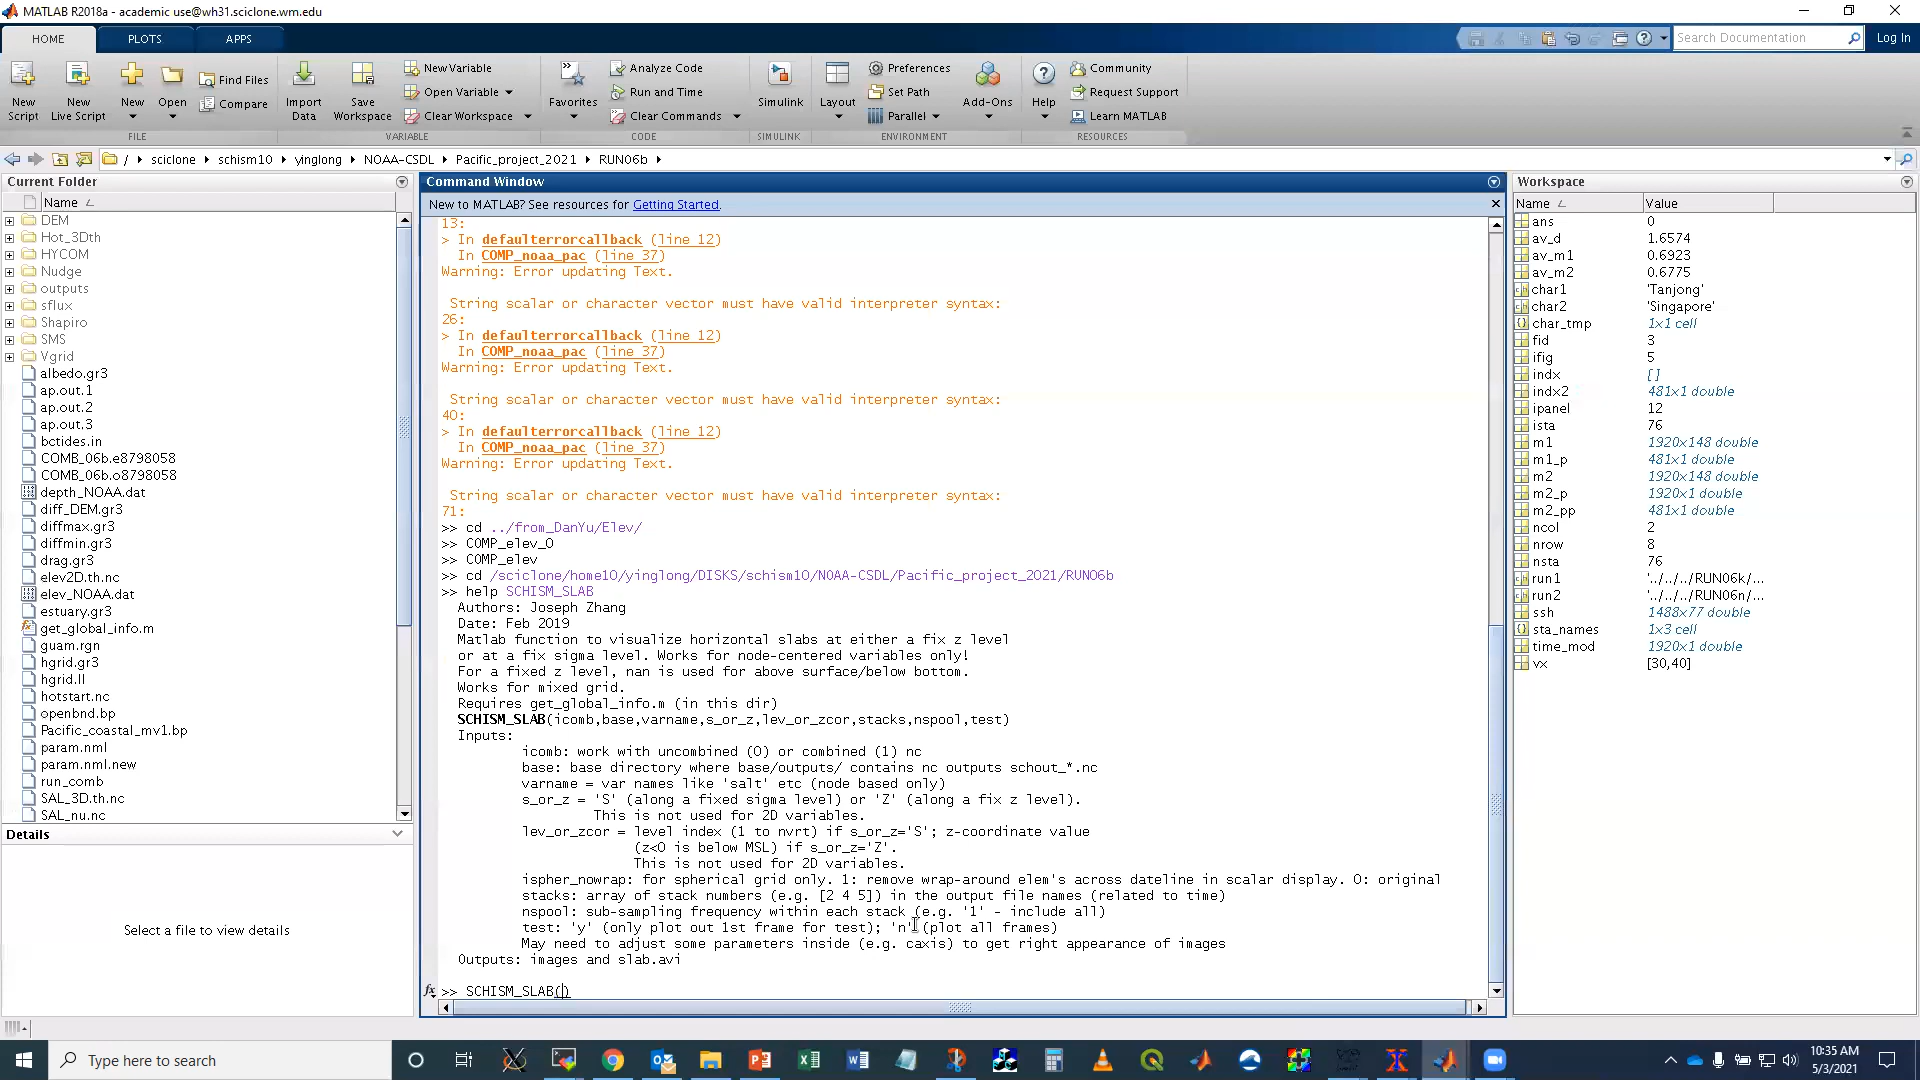 MATLAB R2018a - academic use@wh31.sciclone.wm.edu
HOME
PLOTS
APPS
Search Documentation
Log In
New Script
New Live Script
New
Open
Find Files
Compare
Import Data
Save Workspace
New Variable
Open Variable
Clear Workspace
Favorites
Analyze Code
Run and Time
Clear Commands
Simulink
Layout
Preferences
Set Path
Parallel
Add-Ons
Help
Community
Request Support
Learn MATLAB
FILE
VARIABLE
CODE
SIMULINK
ENVIRONMENT
RESOURCES
/ sciclone schism10 yinglong NOAA-CSDL Pacific_project_2021 RUN06b
Current Folder
Name
DEM
Hot_3Dth
HYCOM
Nudge
outputs
sflux
Shapiro
SMS
Vgrid
albedo.gr3
ap.out.1
ap.out.2
ap.out.3
bctides.in
COMB_06b.e8798058
COMB_06b.o8798058
depth_NOAA.dat
diff_DEM.gr3
diffmax.gr3
diffmin.gr3
drag.gr3
elev2D.th.nc
elev_NOAA.dat
estuary.gr3
get_global_info.m
guam.rgn
hgrid.gr3
hgrid.ll
hotstart.nc
openbnd.bp
Pacific_coastal_mv1.bp
param.nml
param.nml.new
run_comb
SAL_3D.th.nc
SAL_nu.nc
Details
Select a file to view details
Command Window
New to MATLAB? See resources for Getting Started.
13:
> In defaulterrorcallback (line 12)
In COMP_noaa_pac (line 37)
Warning: Error updating Text.
String scalar or character vector must have valid interpreter syntax:
26:
> In defaulterrorcallback (line 12)
In COMP_noaa_pac (line 37)
Warning: Error updating Text.
String scalar or character vector must have valid interpreter syntax:
40:
> In defaulterrorcallback (line 12)
In COMP_noaa_pac (line 37)
Warning: Error updating Text.
String scalar or character vector must have valid interpreter syntax:
71:
>> cd ../from_DanYu/Elev/
>> COMP_elev_0
>> COMP_elev
>> cd /sciclone/home10/yinglong/DISKS/schism10/NOAA-CSDL/Pacific_project_2021/RUN06b
>> help SCHISM_SLAB
Authors: Joseph Zhang
Date: Feb 2019
Matlab function to visualize horizontal slabs at either a fix z level
or at a fix sigma level. Works for node-centered variables only!
For a fixed z level, nan is used for above surface/below bottom.
Works for mixed grid.
Requires get_global_info.m (in this dir)
SCHISM_SLAB(icomb,base,varname,s_or_z,lev_or_zcor,stacks,nspool,test)
Inputs:
icomb: work with uncombined (0) or combined (1) nc
base: base directory where base/outputs/ contains nc outputs schout_*.nc
varname = var names like 'salt' etc (node based only)
s_or_z = 'S' (along a fixed sigma level) or 'Z' (along a fix z level).
This is not used for 2D variables.
lev_or_zcor = level index (1 to nvrt) if s_or_z='S'; z-coordinate value
(z<0 is below MSL) if s_or_z='Z'.
This is not used for 2D variables.
ispher_nowrap: for spherical grid only. 1: remove wrap-around elem's across dateline in scalar display. 0: original
stacks: array of stack numbers (e.g. [2 4 5]) in the output file names (related to time)
nspool: sub-sampling frequency within each stack (e.g. '1' - include all)
test: 'y' (only plot out 1st frame for test); 'n' (plot all frames)
May need to adjust some parameters inside (e.g. caxis) to get right appearance of images
Outputs: images and slab.avi
fx >> SCHISM_SLAB()
Workspace
Name Value
ans 0
av_d 1.6574
av_m1 0.6923
av_m2 0.6775
char1 'Tanjong'
char2 'Singapore'
char_tmp 1x1 cell
fid 3
ifig 5
indx []
indx2 481x1 double
ipanel 12
ista 76
m1 1920x148 double
m1_p 481x1 double
m2 1920x148 double
m2_p 1920x1 double
m2_pp 481x1 double
ncol 2
nrow 8
nsta 76
run1 '../../../RUN06k/...
run2 '../../../RUN06n/...
ssh 1488x77 double
sta_names 1x3 cell
time_mod 1920x1 double
vx [30,40]
Type here to search
10:35 AM
5/3/2021